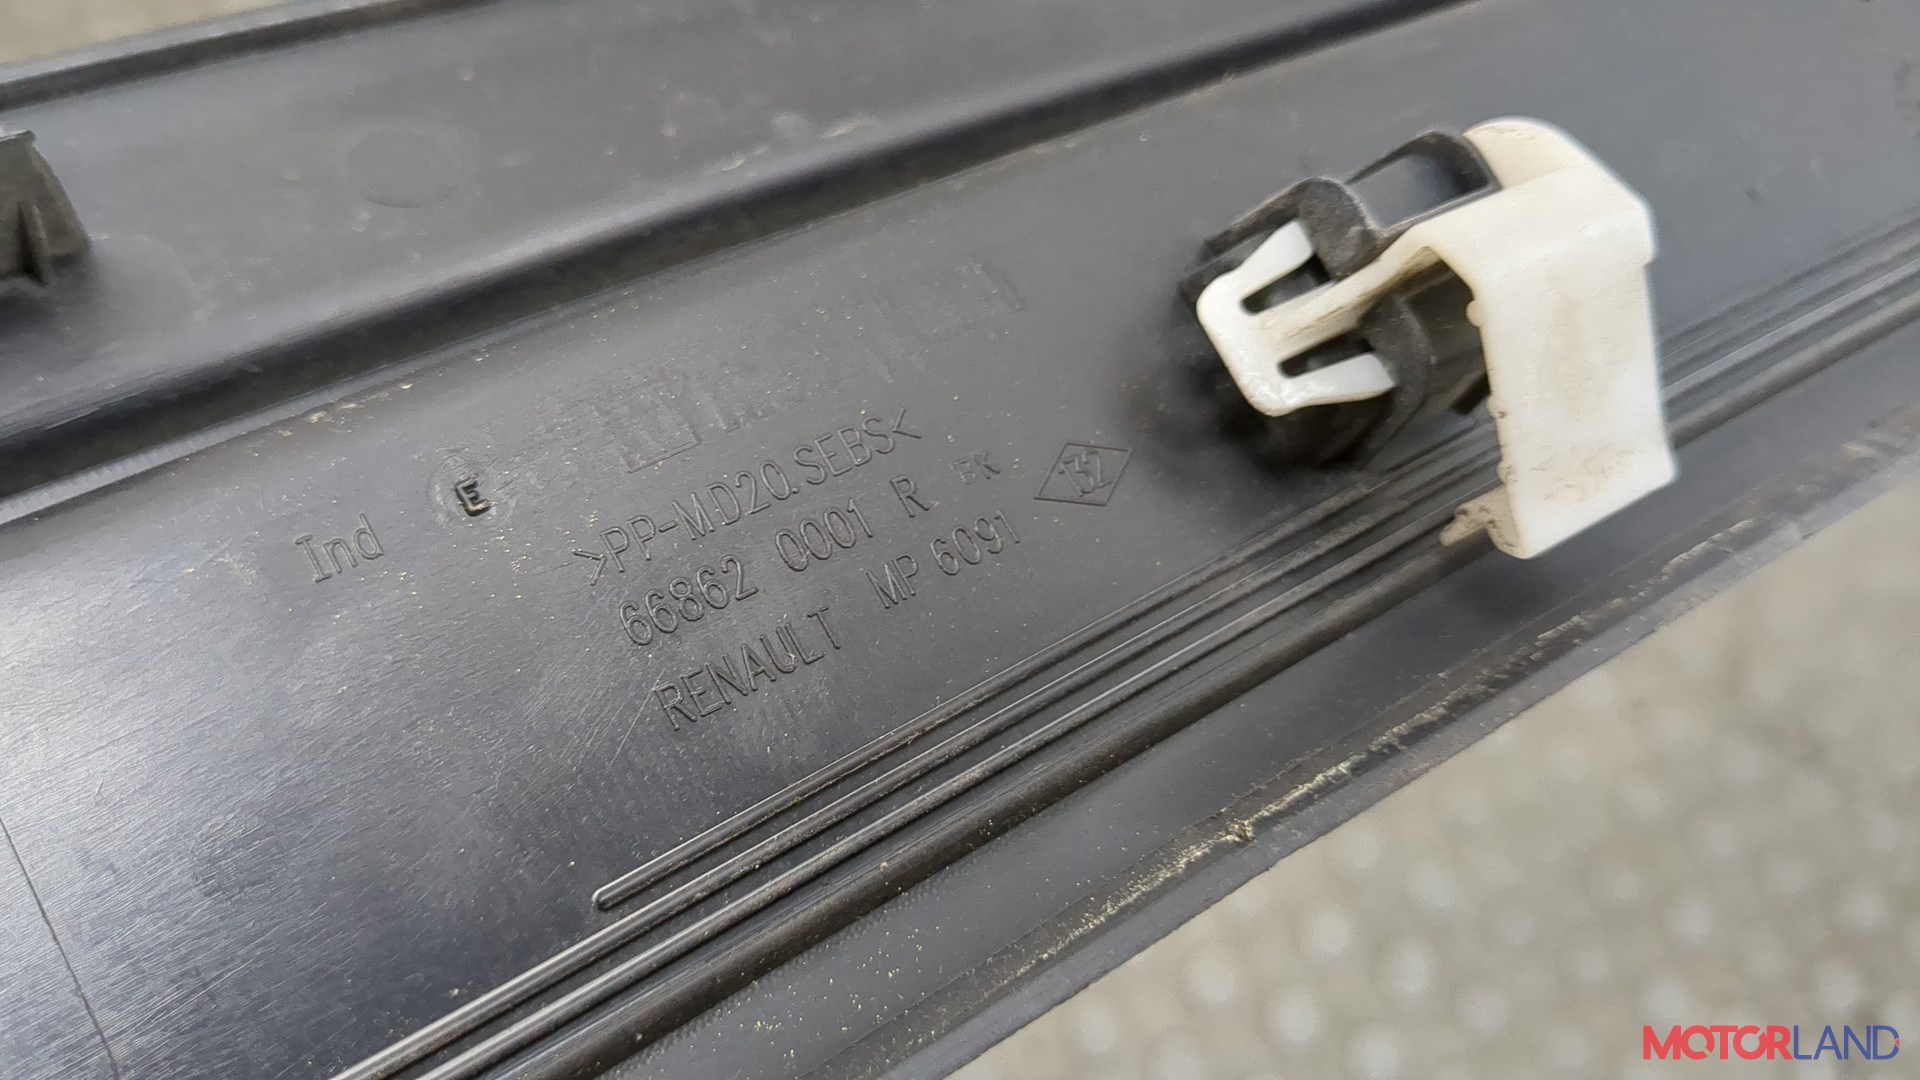 Ind E
>PP-MD20.SEBS<
66862 0001 R
RENAULT MP 6091
132
MOTORLAND